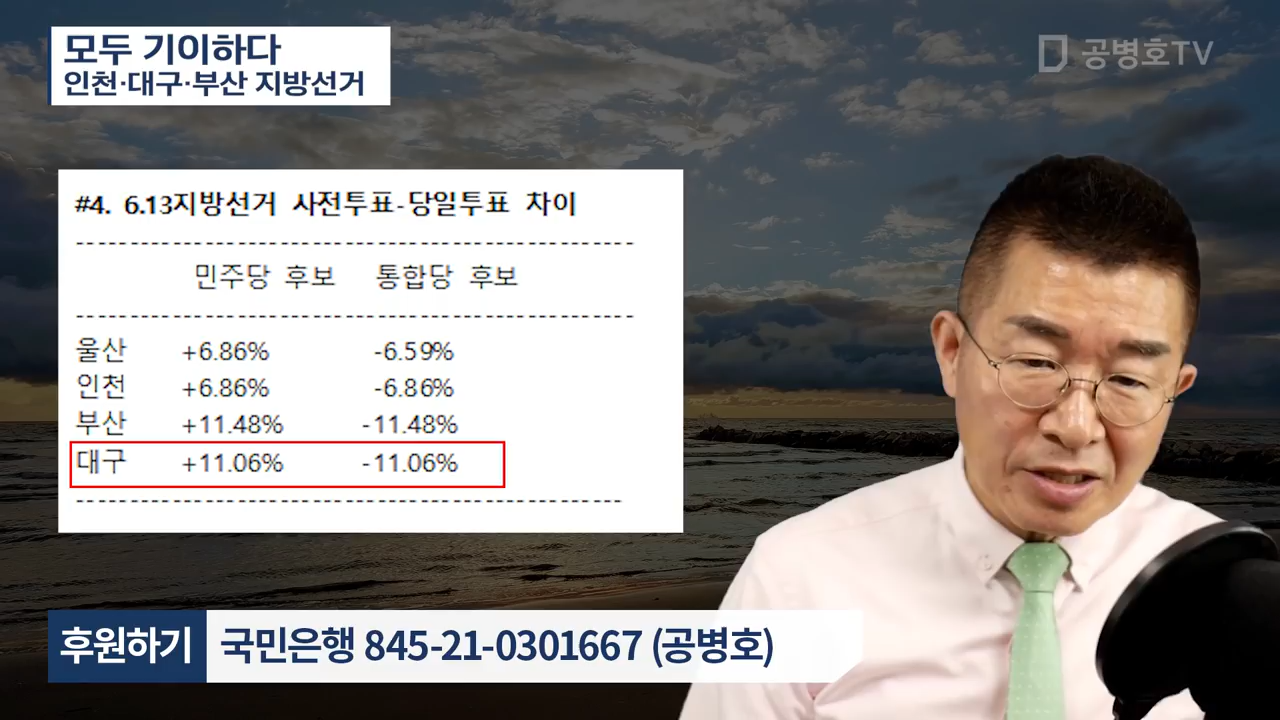 모두 기이하다
인천·대구·부산 지방선거
공병호TV
#4. 6.13지방선거 사전투표-당일투표 차이
민주당 후보 통합당 후보
울산 +6.86% -6.59%
인천 +6.86% -6.86%
부산 +11.48% -11.48%
대구 +11.06% -11.06%
후원하기 국민은행 845-21-0301667 (공병호)